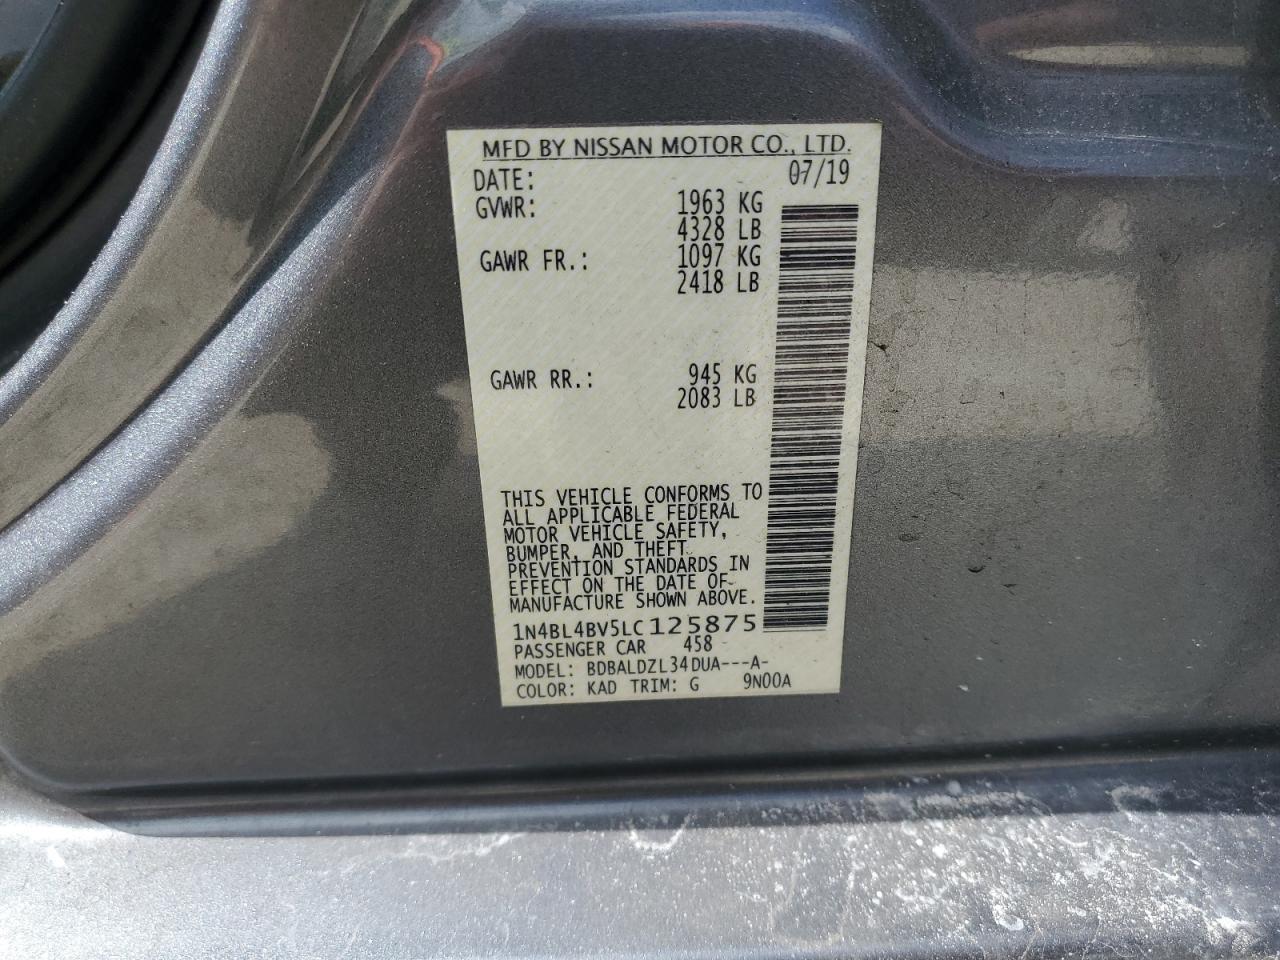 MFD BY NISSAN MOTOR CO., LTD.
DATE: 07/19
GVWR: 1963 KG
4328 LB
GAWR FR.: 1097 KG
2418 LB
GAWR RR.: 945 KG
2083 LB
THIS VEHICLE CONFORMS TO
ALL APPLICABLE FEDERAL
MOTOR VEHICLE SAFETY,
BUMPER, AND THEFT
PREVENTION STANDARDS IN
EFFECT ON THE DATE OF
MANUFACTURE SHOWN ABOVE.
1N4BL4BV5LC125875
PASSENGER CAR 458
MODEL: BDBALDZL34DUA---A-
COLOR: KAD TRIM: G 9N00A